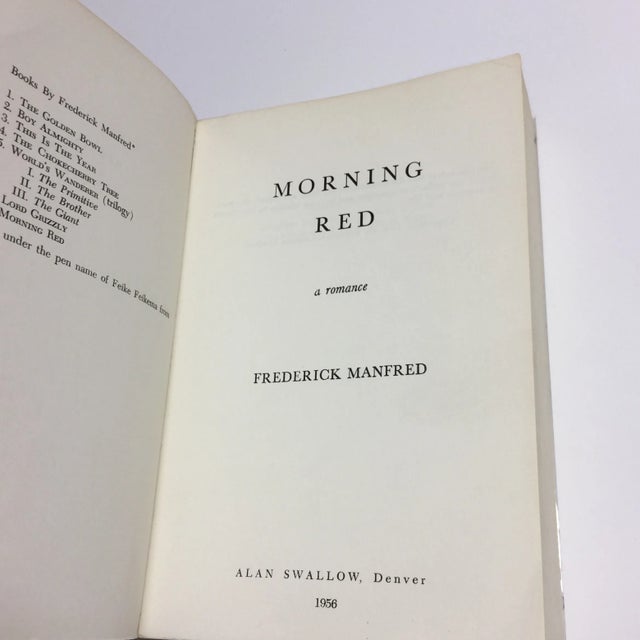 Books By Frederick Manfred*
1. THE GOLDEN BOWL
2. BOY ALMIGHTY
3. THIS IS THE YEAR
4. THE CHOKECHERRY TREE
5. WORLD'S WANDERER (trilogy)
I. The Primitive
II. The Brother
III. The Giant
LORD GRIZZLY
MORNING RED
under the pen name of Feike Feikema from
MORNING
RED
a romance
FREDERICK MANFRED
ALAN SWALLOW, Denver
1956